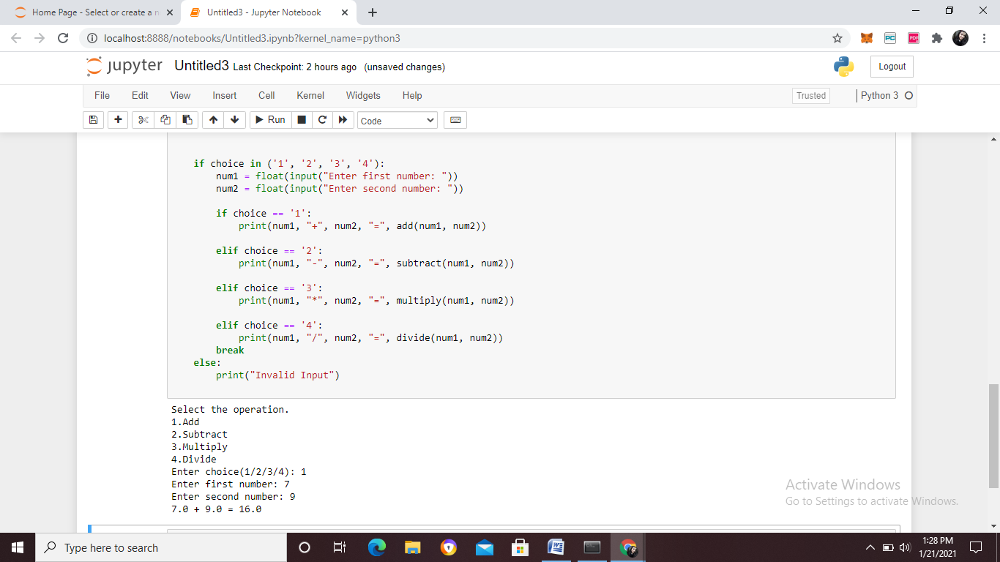 Home Page - Select or create a n
Untitled3 - Jupyter Notebook
localhost:8888/notebooks/Untitled3.ipynb?kernel_name=python3
PC
PDF
jupyter Untitled3 Last Checkpoint: 2 hours ago (unsaved changes)
Logout
File Edit View Insert Cell Kernel Widgets Help
Trusted
Python 3
Run
Code
    if choice in ('1', '2', '3', '4'):
        num1 = float(input("Enter first number: "))
        num2 = float(input("Enter second number: "))
        if choice == '1':
            print(num1, "+", num2, "=", add(num1, num2))
        elif choice == '2':
            print(num1, "-", num2, "=", subtract(num1, num2))
        elif choice == '3':
            print(num1, "*", num2, "=", multiply(num1, num2))
        elif choice == '4':
            print(num1, "/", num2, "=", divide(num1, num2))
        break
    else:
        print("Invalid Input")
Select the operation.
1.Add
2.Subtract
3.Multiply
4.Divide
Enter choice(1/2/3/4): 1
Enter first number: 7
Enter second number: 9
7.0 + 9.0 = 16.0
Activate Windows
Go to Settings to activate Windows.
Type here to search
1:28 PM
1/21/2021